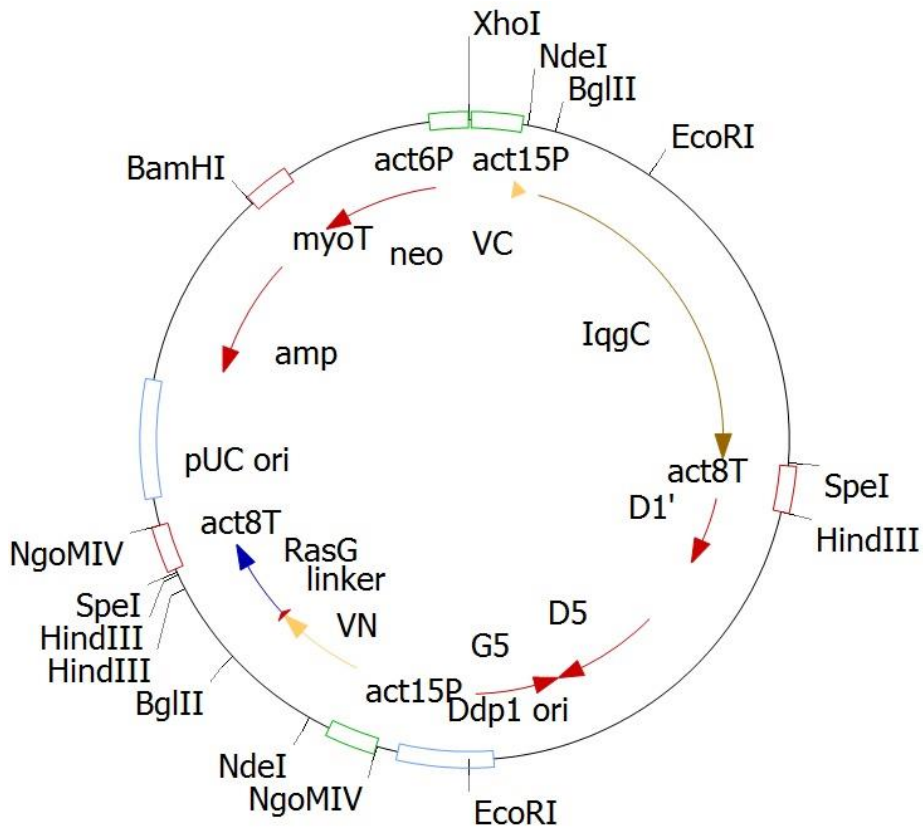 XhoI
NdeI
BglII
EcoRI
BamHI
act6P
act15P
myoT
neo
VC
IqgC
amp
pUC ori
act8T
D1'
SpeI
HindIII
act8T
NgoMIV
RasG
linker
SpeI
HindIII
HindIII
VN
D5
G5
BglII
act15P
Ddp1 ori
NdeI
NgoMIV
EcoRI